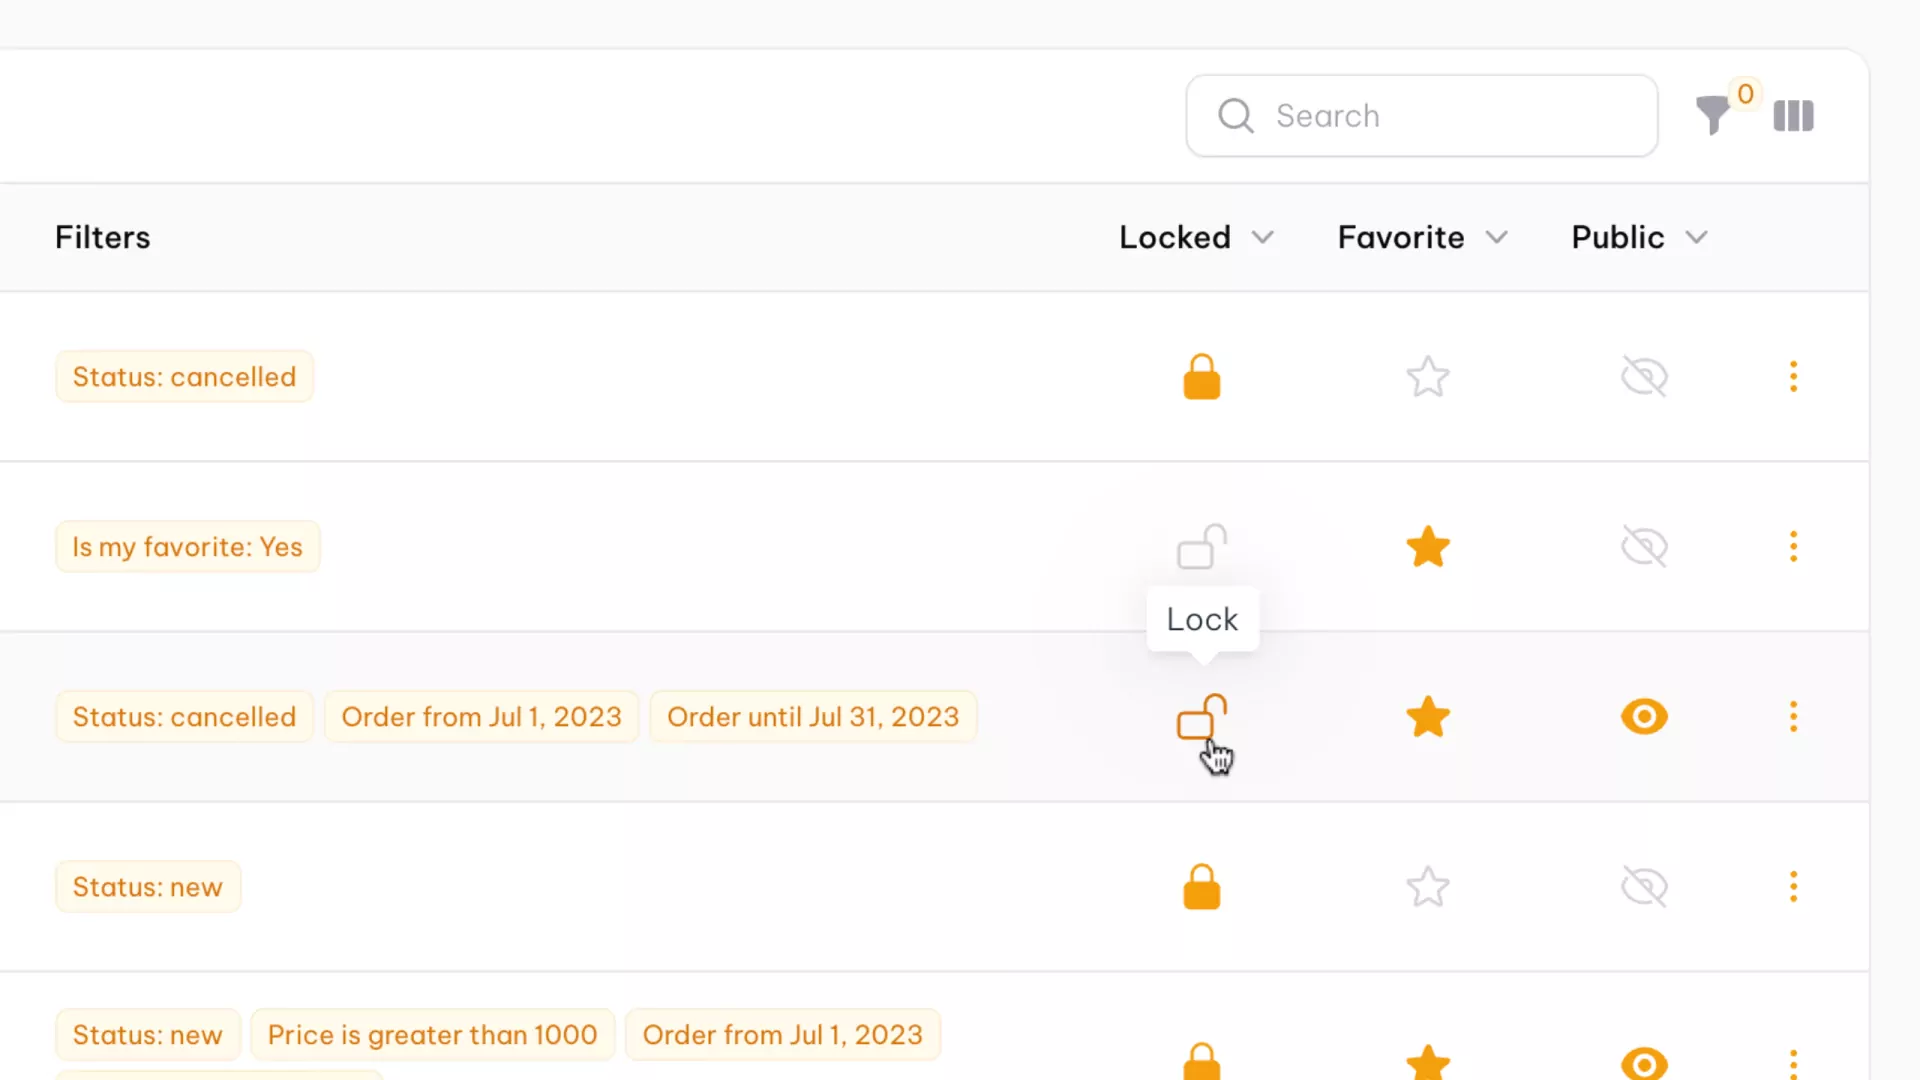 Search
0
Filters Locked Favorite Public
Status: cancelled
Is my favorite: Yes
Lock
Status: cancelled Order from Jul 1, 2023 Order until Jul 31, 2023
Status: new
Status: new Price is greater than 1000 Order from Jul 1, 2023